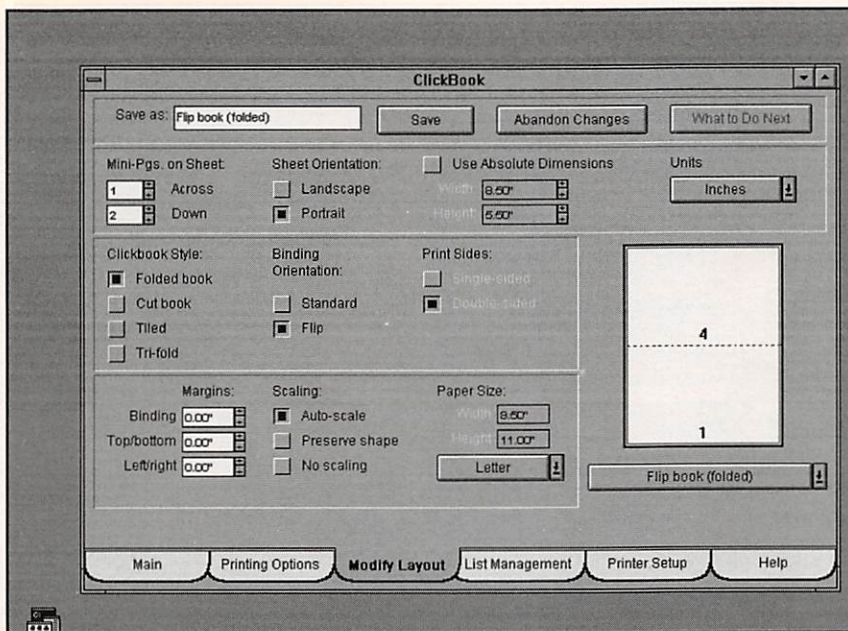 ClickBook
Save as: Flip book (folded) Save Abandon Changes What to Do Next
Mini-Pgs. on Sheet: Sheet Orientation: Use Absolute Dimensions Units
1 Across Landscape Width: 8.50" Inches
2 Down Portrait Height: 5.50"
Clickbook Style: Binding Orientation: Print Sides:
Folded book Single-sided
Cut book Standard Double-sided
Tiled Flip
Tri-fold
4
1
Margins: Scaling: Paper Size:
Binding 0.00" Auto-scale Width 8.50"
Top/bottom 0.00" Preserve shape Height 11.00"
Left/right 0.00" No scaling Letter
Flip book (folded)
Main Printing Options Modify Layout List Management Printer Setup Help